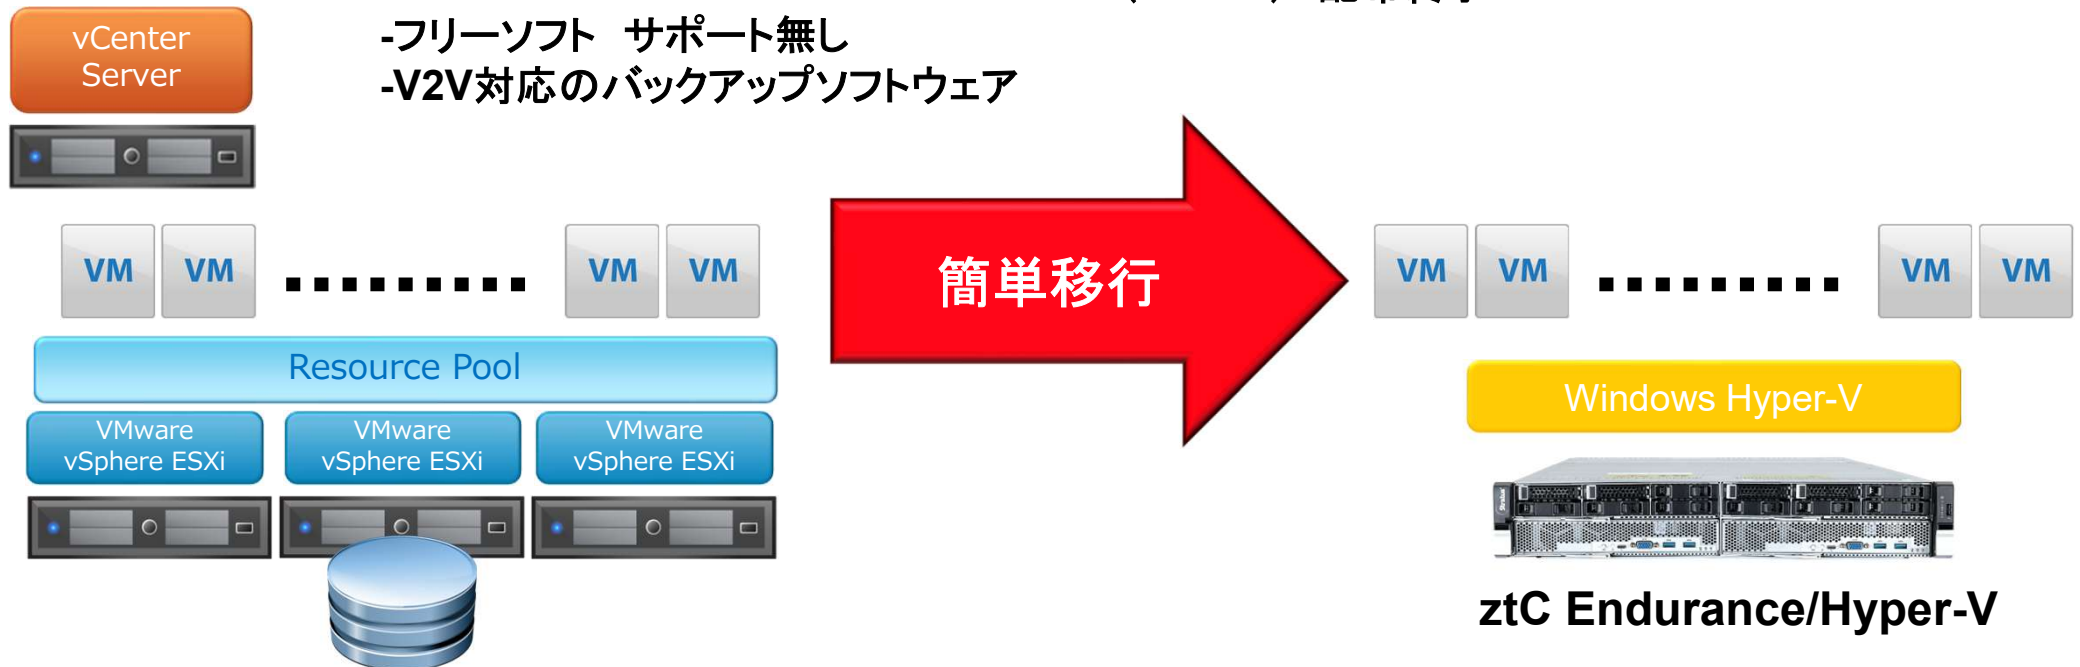 vCenter
Server
-フリーソフト サポート無し
-V2V対応のバックアップソフトウェア
VM VM ......... VM VM
簡単移行
VM VM ......... VM VM
Resource Pool
Windows Hyper-V
VMware
vSphere ESXi
VMware
vSphere ESXi
VMware
vSphere ESXi
Stratus
ztC Endurance/Hyper-V